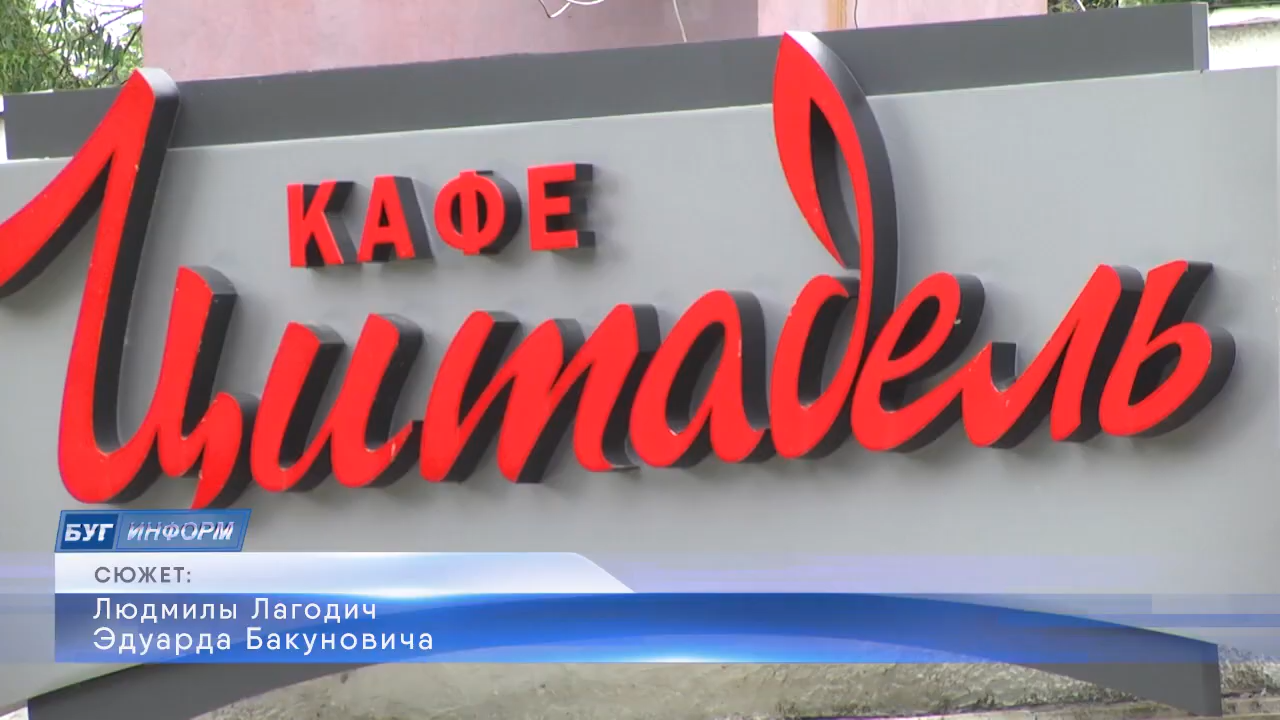 КАФЕ
Цитадель
БУГ ИНФОРМ
СЮЖЕТ:
Людмилы Лагодич
Эдуарда Бакуновича